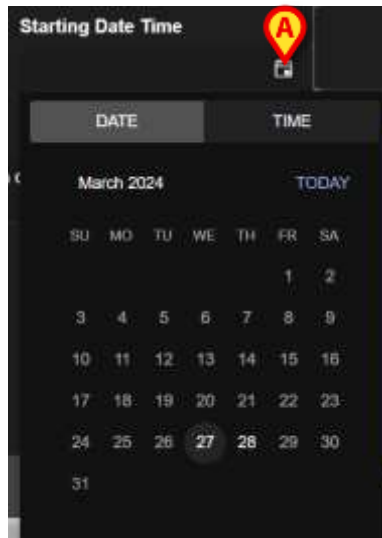 Starting Date Time
A
DATE TIME
March 2024 TODAY
SU MO TU WE TH FR SA
1 2
3 4 5 6 7 8 9
10 11 12 13 14 15 16
17 18 19 20 21 22 23
24 25 26 27 28 29 30
31